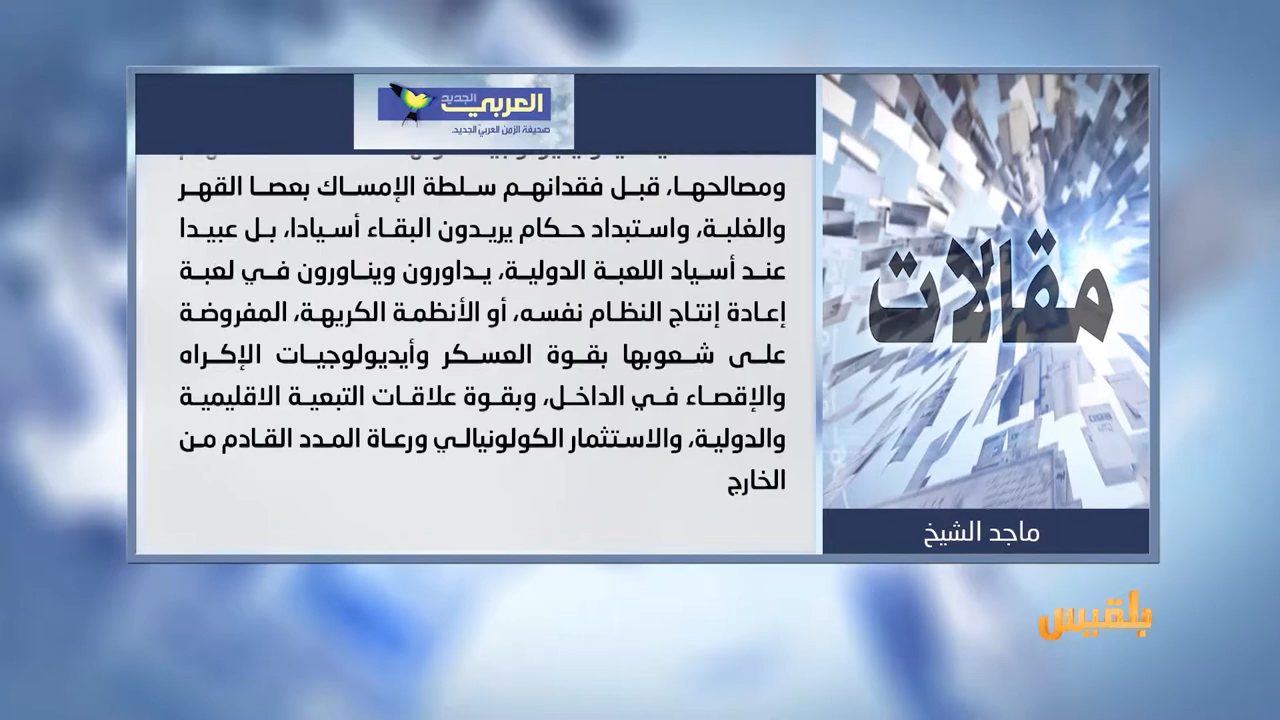 العربي الجديد
صحيفة الزمن العربي الجديد.
ومصالحها، قبل فقدانهم سلطة الإمساك بعصا القهر
والغلبة، واستبداد حكام يريدون البقاء أسيادا، بل عبيدا
عند أسياد اللعبة الدولية، يداورون ويناورون في لعبة
إعادة إنتاج النظام نفسه، أو الأنظمة الكريهة، المفروضة
على شعوبها بقوة العسكر وأيديولوجيات الإكراه
والإقصاء في الداخل، وبقوة علاقات التبعية الاقليمية
والدولية، والاستثمار الكولونيالي ورعاة المدد القادم من
الخارج
مقالات
ماجد الشيخ
بلقيس